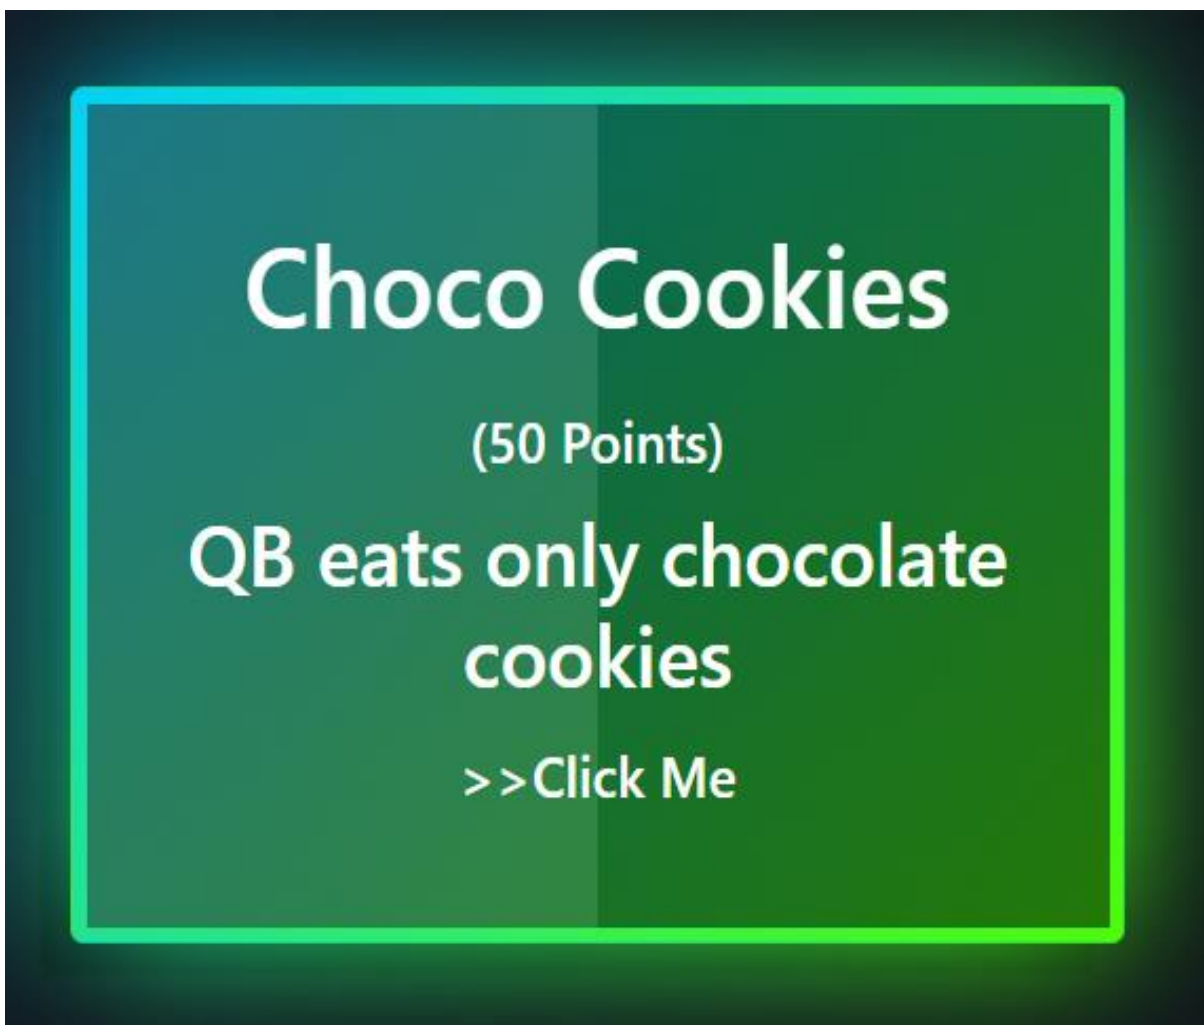 Choco Cookies
(50 Points)
QB eats only chocolate
cookies
>>Click Me